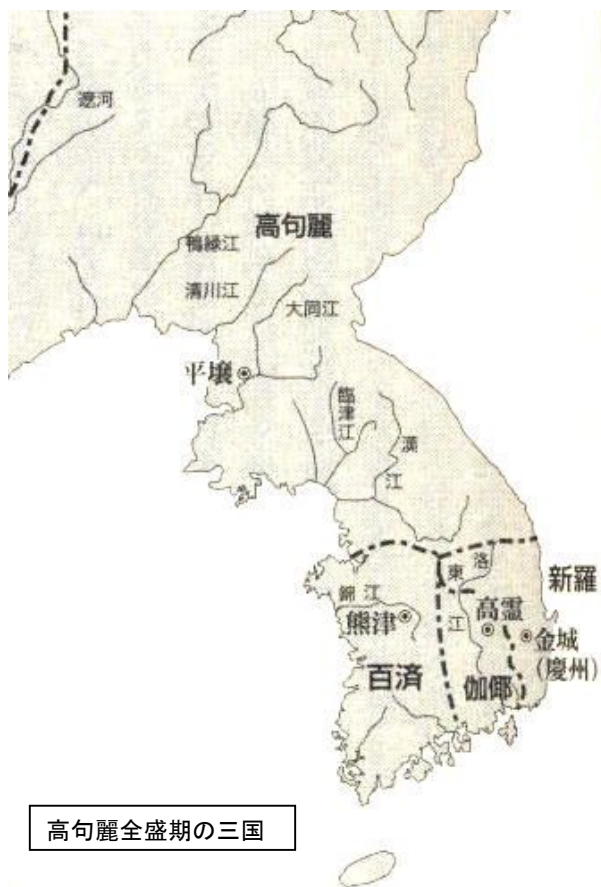 遼河
高句麗
鴨緑江
清川江
大同江
平壌
臨津江
漢江
洛東江
新羅
錦江
熊津
高霊
金城
(慶州)
百済
伽倻
高句麗全盛期の三国